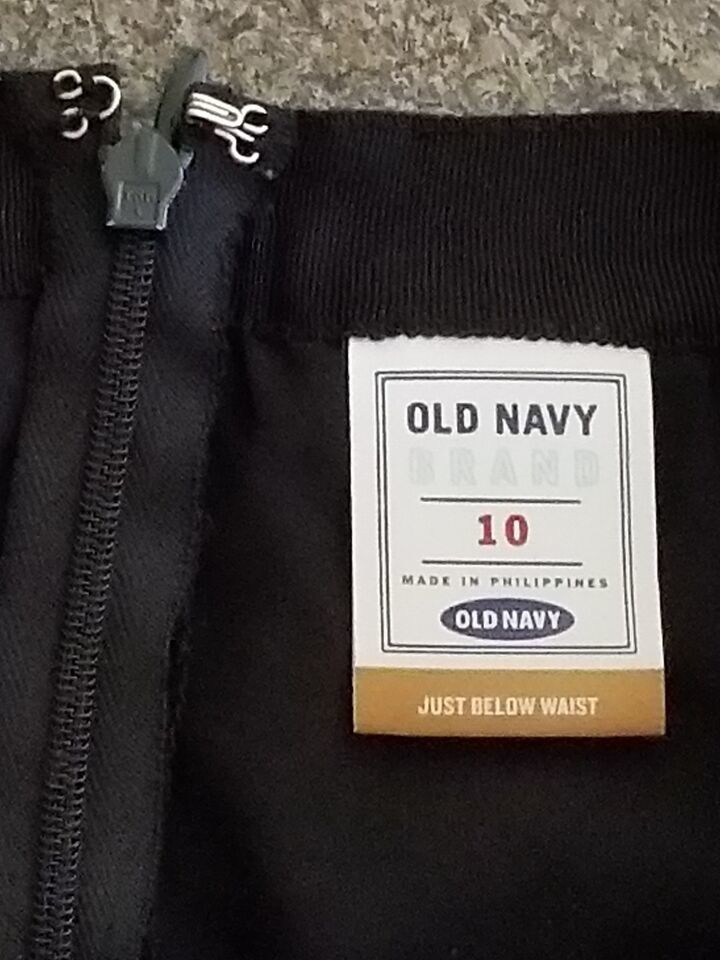 OLD NAVY
BRAND
10
MADE IN PHILIPPINES
OLD NAVY
JUST BELOW WAIST